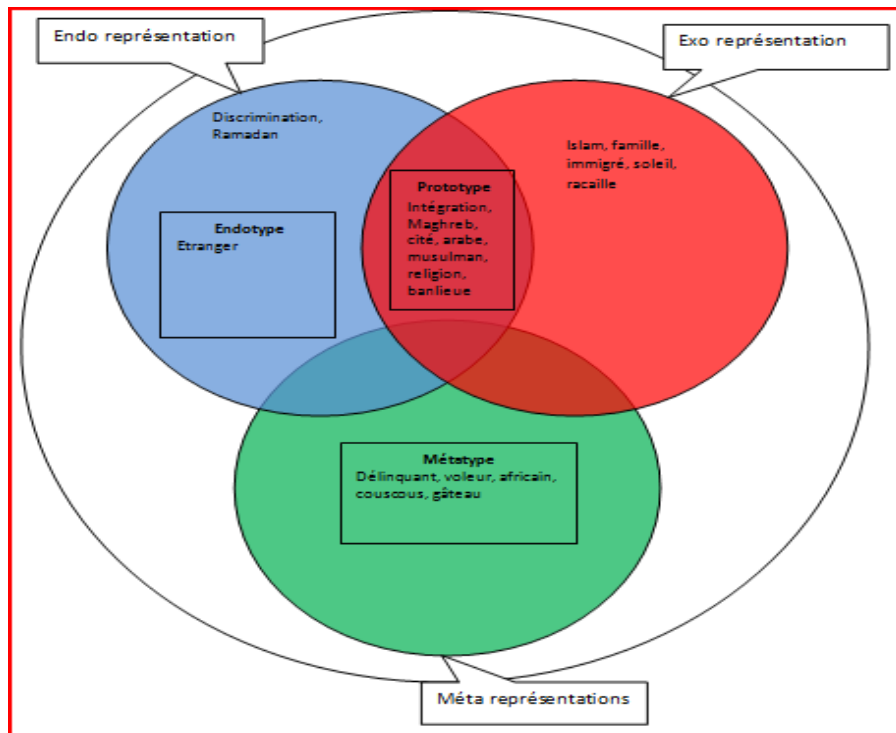 Endo représentation
Exo représentation
Discrimination,
Ramadan
Islam, famille,
immigré, soleil,
racaille
Prototype
Intégration,
Maghreb,
cité, arabe,
musulman,
religion,
banlieue
Endotype
Etranger
Métatype
Délinquant, voleur, africain,
couscous, gâteau
Méta représentations